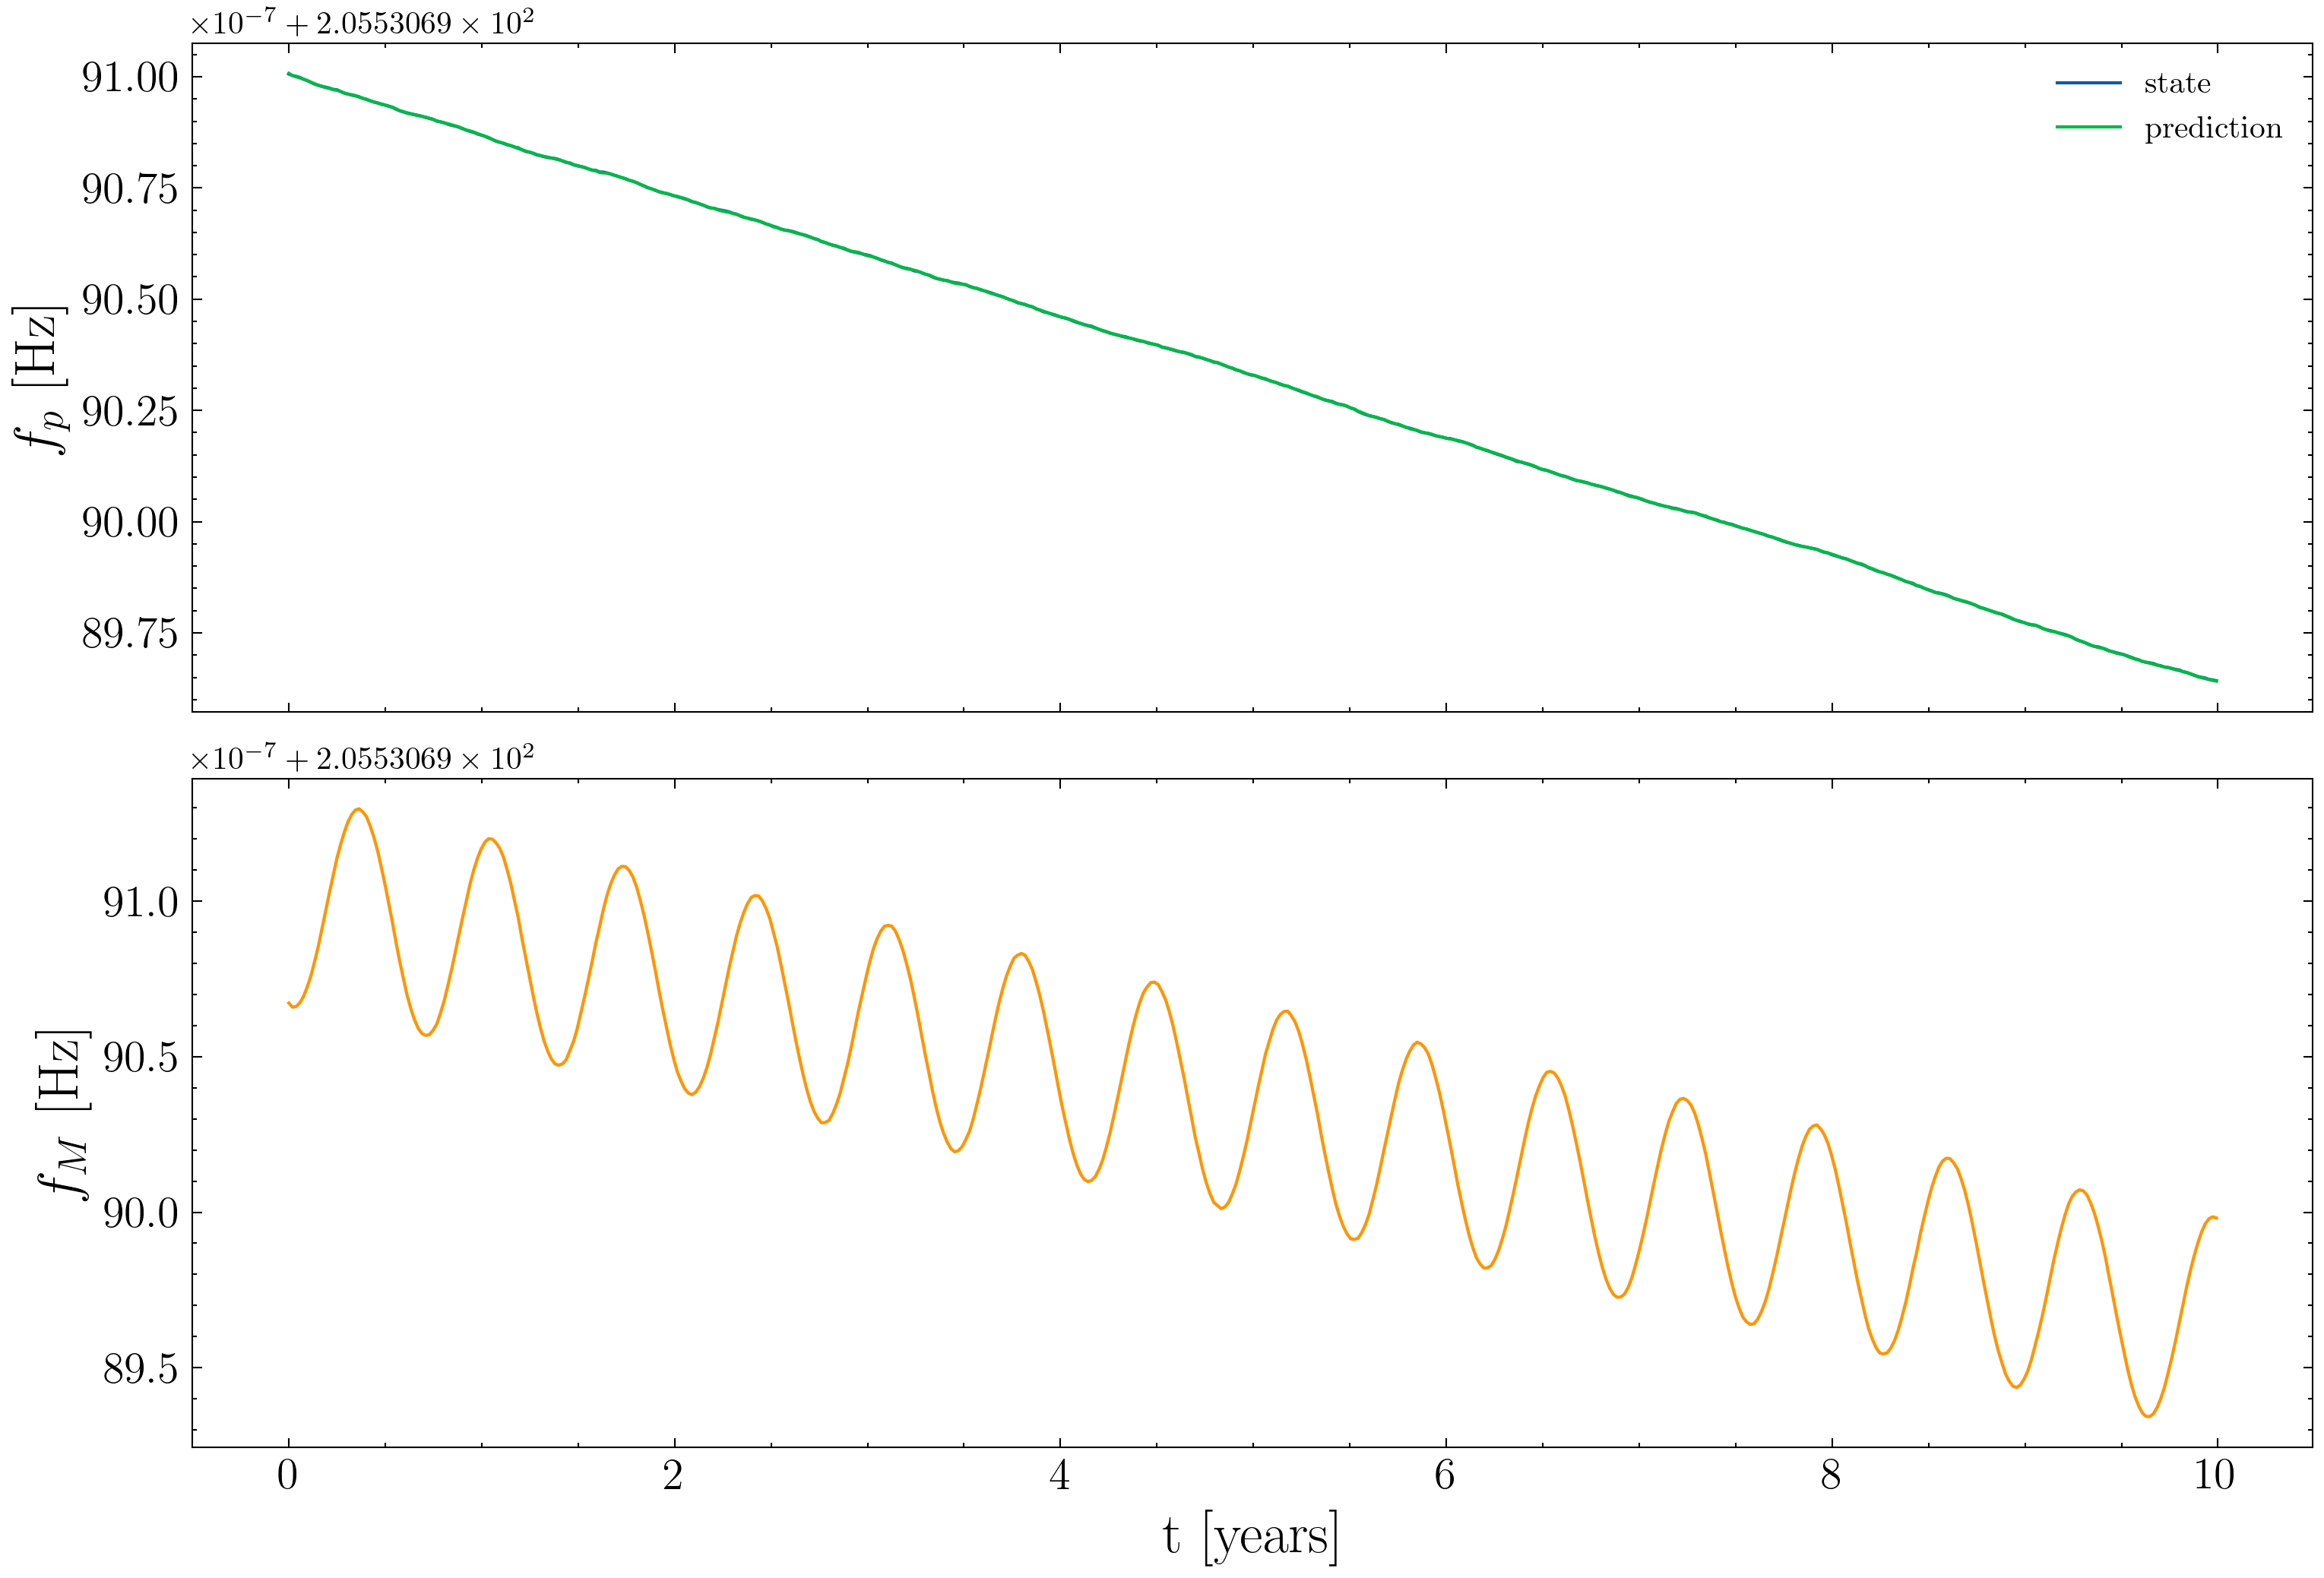 ×10⁻⁷ + 2.0553069 × 10²
91.00
90.75
90.50
90.25
90.00
89.75
f_p [Hz]
state
prediction
×10⁻⁷ + 2.0553069 × 10²
91.0
90.5
90.0
89.5
f_M [Hz]
0 2 4 6 8 10
t [years]